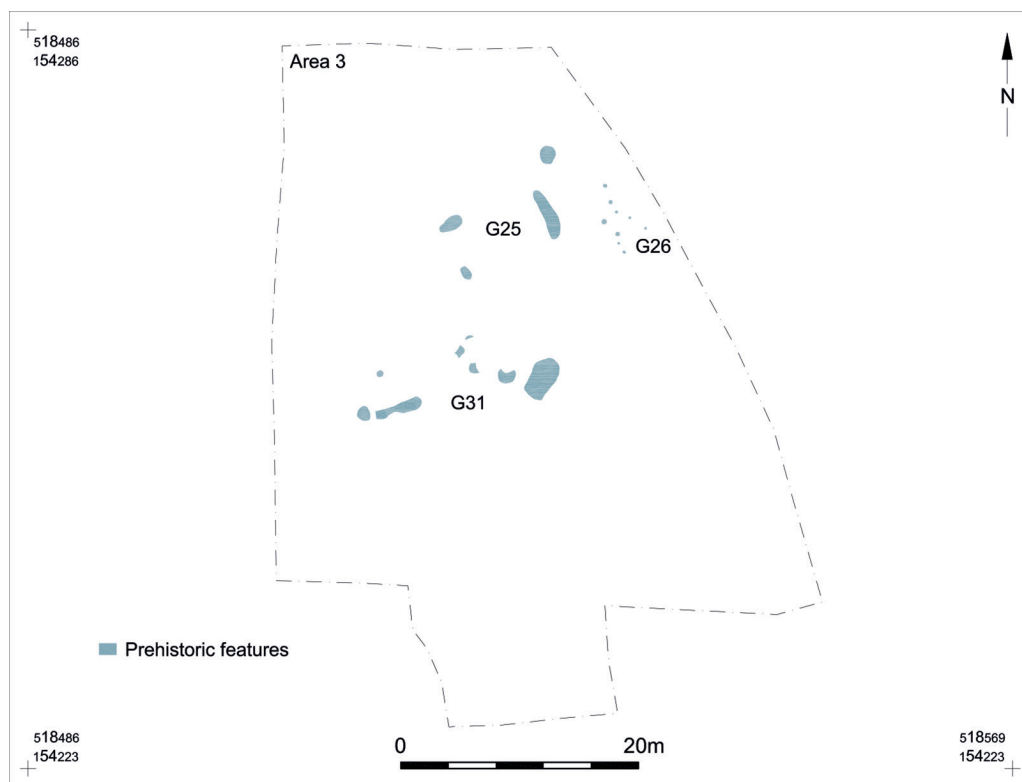 518486
154286
Area 3
N
G25
G26
G31
Prehistoric features
518486
154223
0 20m
518569
154223